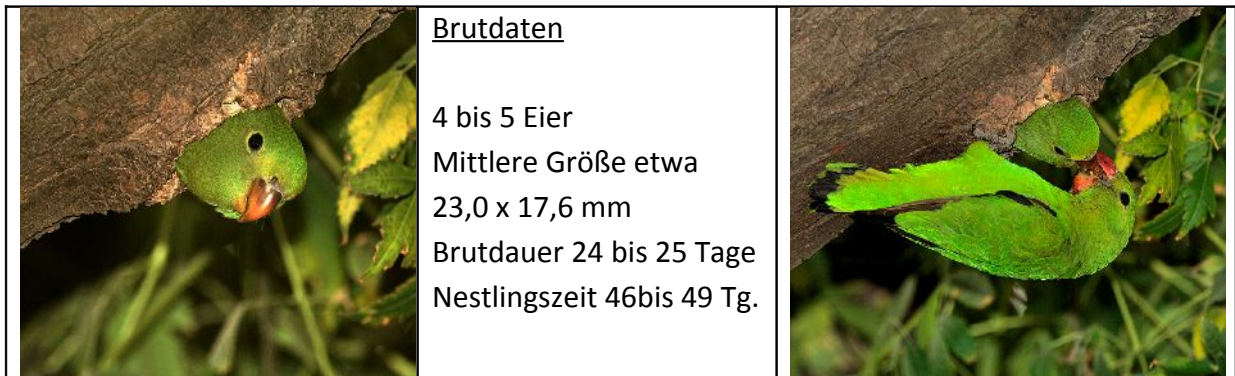 Brutdaten
4 bis 5 Eier
Mittlere Größe etwa
23,0 x 17,6 mm
Brutdauer 24 bis 25 Tage
Nestlingszeit 46bis 49 Tg.